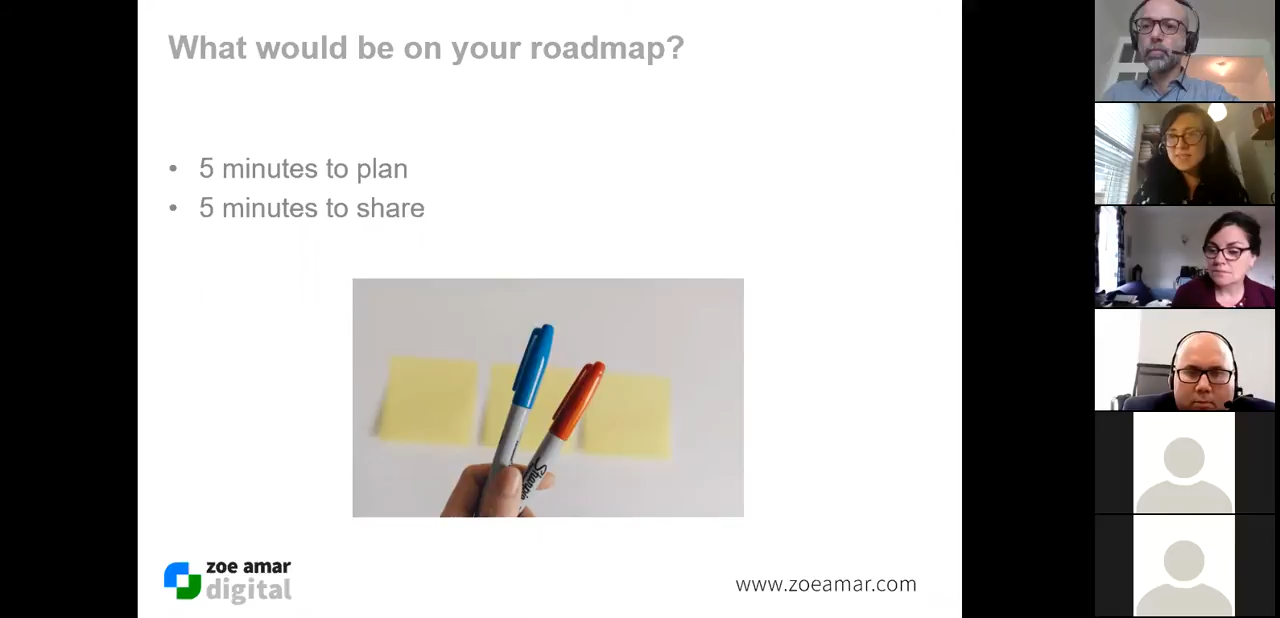 What would be on your roadmap?
• 5 minutes to plan
• 5 minutes to share
Sharpie
zoe amar
digital
www.zoeamar.com